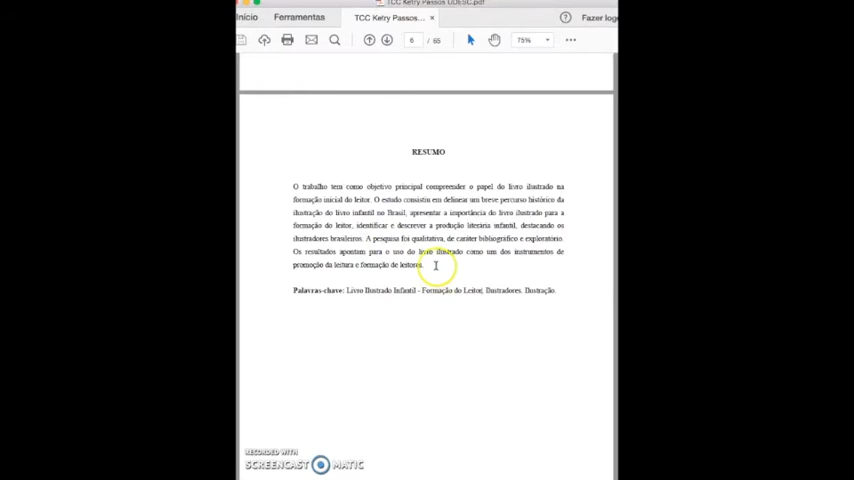 TCC Ketry Passos UDESC.pdf
Início Ferramentas TCC Ketry Passos... × Fazer log
6 / 65 75%
RESUMO
O trabalho tem como objetivo principal compreender o papel do livro ilustrado na
formação inicial do leitor. O estudo consistiu em delinear um breve percurso histórico da
ilustração do livro infantil no Brasil, apresentar a importância do livro ilustrado para a
formação do leitor, identificar e descrever a produção literária infantil, destacando os
ilustradores brasileiros. A pesquisa foi qualitativa, de caráter bibliográfico e exploratório.
Os resultados apontam para o uso do livro ilustrado como um dos instrumentos de
promoção da leitura e formação de leitores.
Palavras-chave: Livro Ilustrado Infantil - Formação do Leitor, Ilustradores. Ilustração.
RECORDED WITH
SCREENCAST MATIC